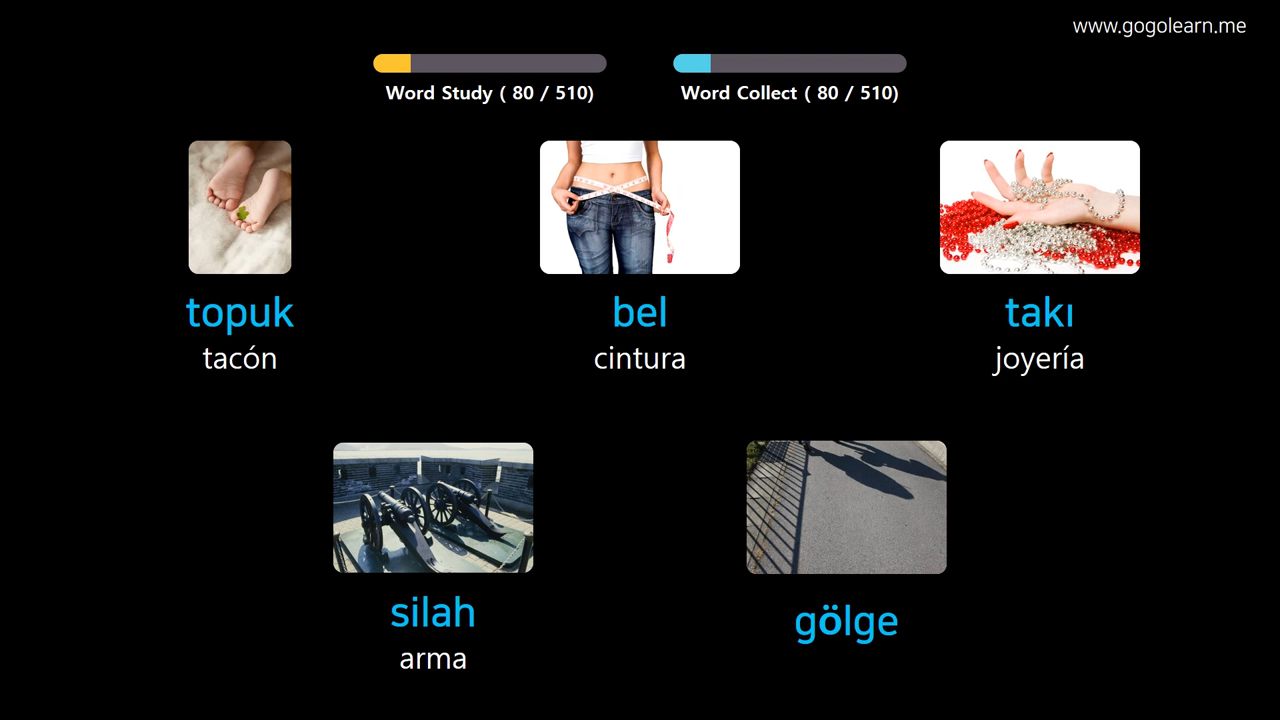 www.gogolearn.me
Word Study ( 80 / 510)
Word Collect ( 80 / 510)
topuk
tacón
bel
cintura
takı
joyería
silah
arma
gölge